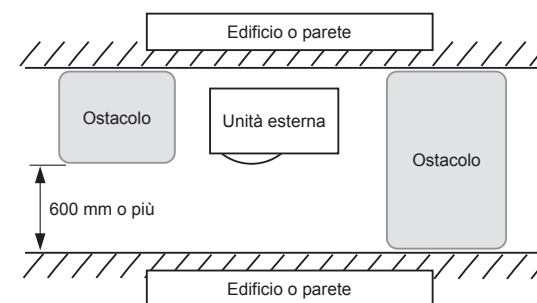 Edificio o parete
Ostacolo
Unità esterna
Ostacolo
600 mm o più
Edificio o parete